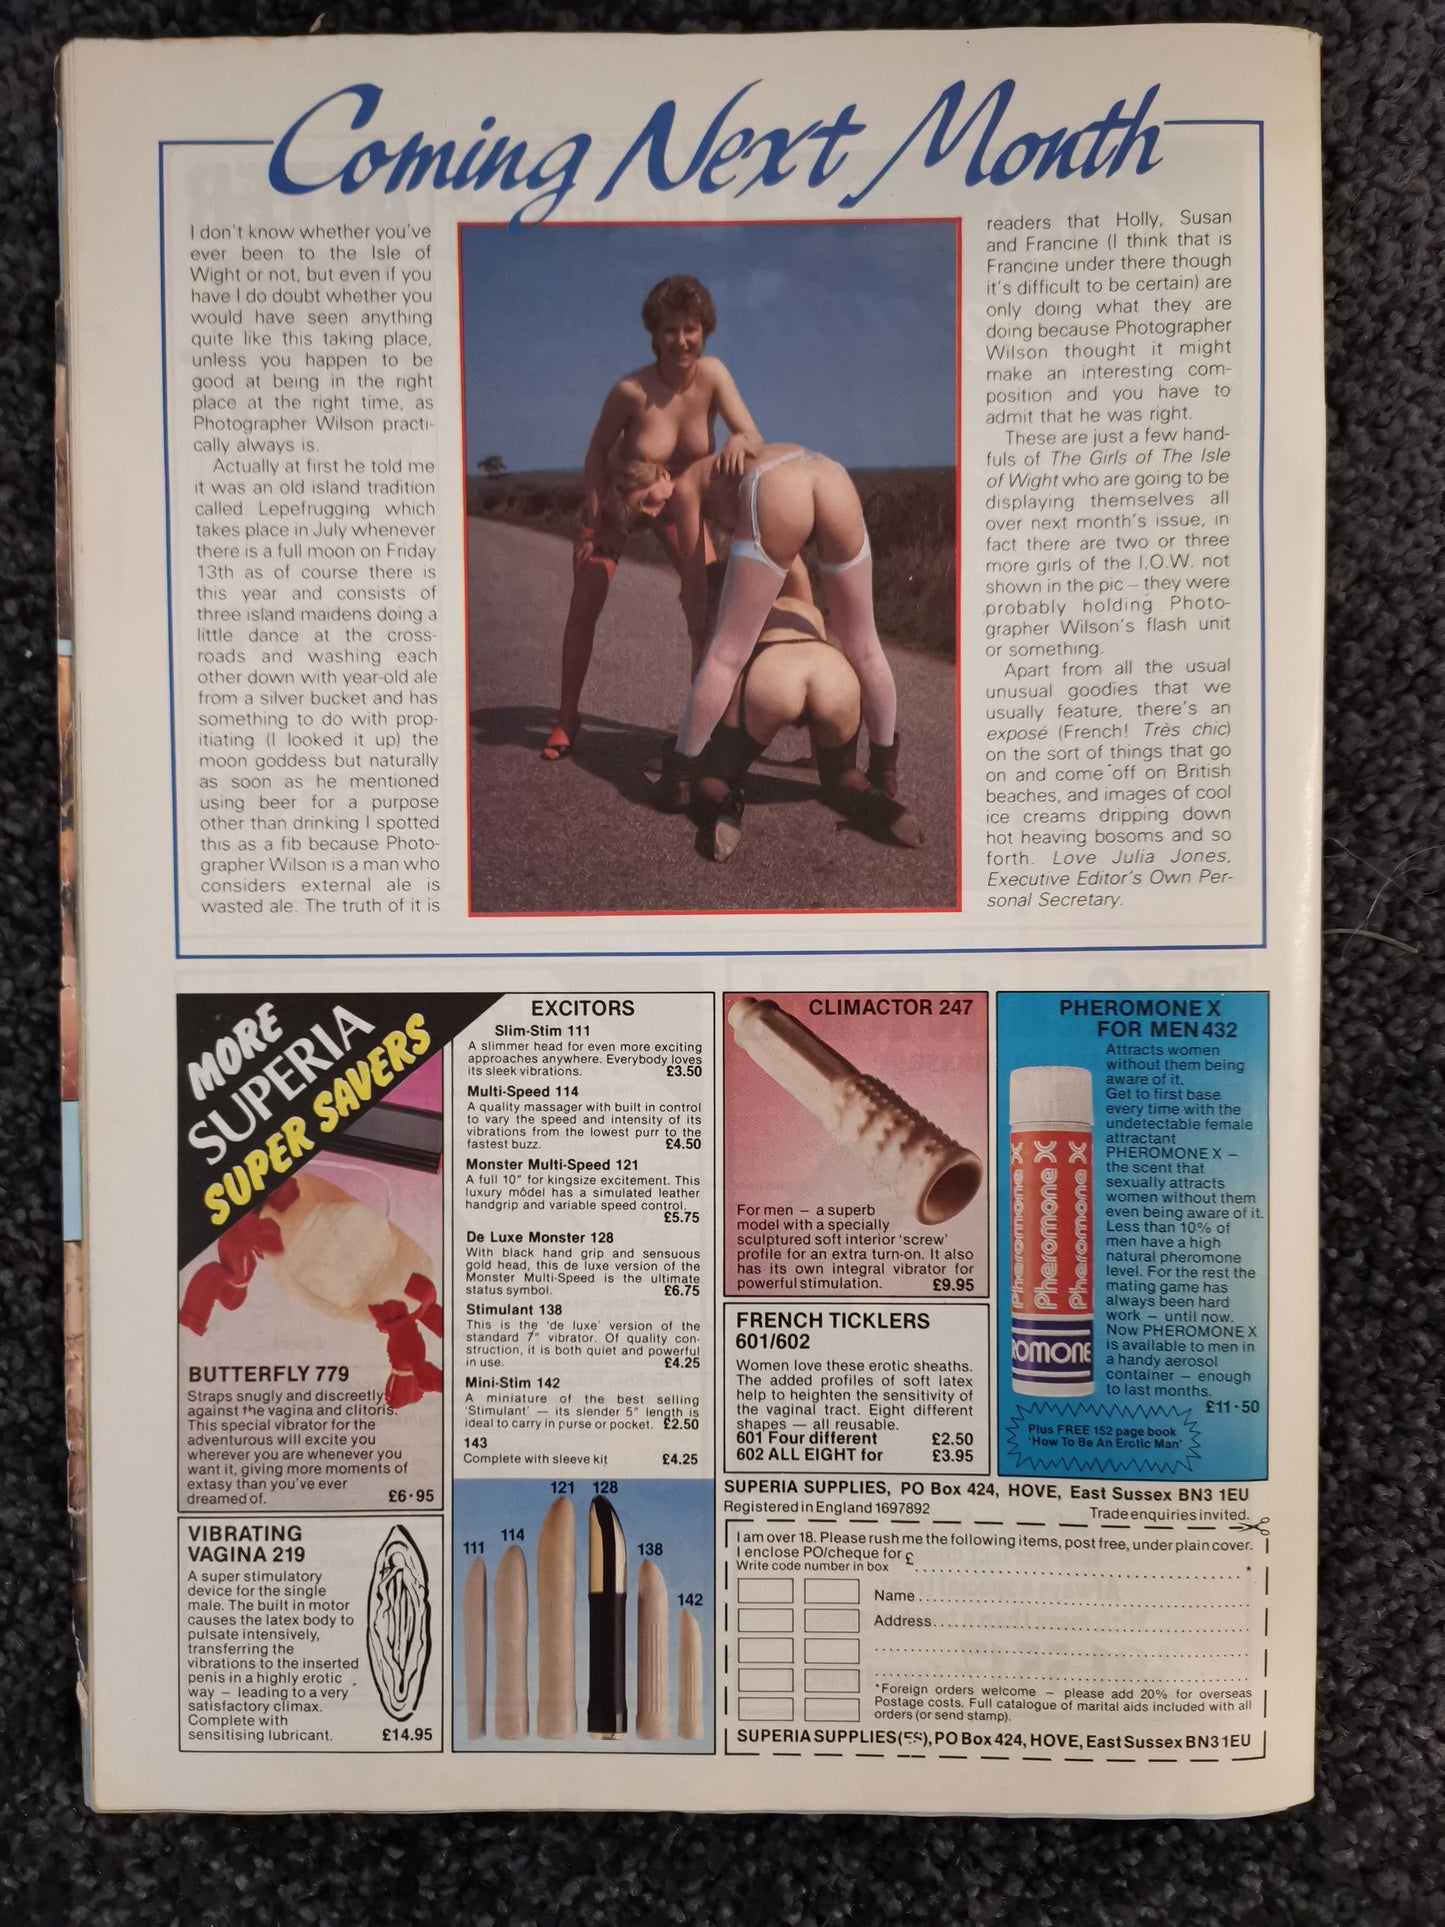 Coming Next Month
I don't know whether you've
ever been to the Isle of
Wight or not, but even if you
have I do doubt whether you
would have seen anything
quite like this taking place,
unless you happen to be
good at being in the right
place at the right time, as
Photographer Wilson practi-
cally always is.
Actually at first he told me
it was an old island tradition
called Lepefrugging which
takes place in July whenever
there is a full moon on Friday
13th as of course there is
this year and consists of
three island maidens doing a
little dance at the cross-
roads and washing each
other down with year-old ale
from a silver bucket and has
something to do with prop-
itiating (I looked it up) the
moon goddess but naturally
as soon as he mentioned
using beer for a purpose
other than drinking I spotted
this as a fib because Photo-
grapher Wilson is a man who
considers external ale is
wasted ale. The truth of it is
readers that Holly, Susan
and Francine (I think that is
Francine under there though
it's difficult to be certain) are
only doing what they are
doing because Photographer
Wilson thought it might
make an interesting com-
position and you have to
admit that he was right.
These are just a few hand-
fuls of The Girls of The Isle
of Wight who are going to be
displaying themselves all
over next month's issue, in
fact there are two or three
more girls of the I.O.W. not
shown in the pic – they were
probably holding Photo-
grapher Wilson's flash unit
or something.
Apart from all the usual
unusual goodies that we
usually feature, there's an
exposé (French! Très chic)
on the sort of things that go
on and come off on British
beaches, and images of cool
ice creams dripping down
hot heaving bosoms and so
forth. Love Julia Jones,
Executive Editor's Own Per-
sonal Secretary.
MORE
SUPERIA
SUPER SAVERS
BUTTERFLY 779
Straps snugly and discreetly
against the vagina and clitoris.
This special vibrator for the
adventurous will excite you
wherever you are whenever you
want it, giving more moments of
extasy than you've ever
dreamed of. £6·95
VIBRATING
VAGINA 219
A super stimulatory
device for the single
male. The built in motor
causes the latex body to
pulsate intensively,
transferring the
vibrations to the inserted
penis in a highly erotic
way – leading to a very
satisfactory climax.
Complete with
sensitising lubricant. £14.95
EXCITORS
Slim-Stim 111
A slimmer head for even more exciting
approaches anywhere. Everybody loves
its sleek vibrations. £3.50
Multi-Speed 114
A quality massager with built in control
to vary the speed and intensity of its
vibrations from the lowest purr to the
fastest buzz. £4.50
Monster Multi-Speed 121
A full 10" for kingsize excitement. This
luxury model has a simulated leather
handgrip and variable speed control.
£5.75
De Luxe Monster 128
With black hand grip and sensuous
gold head, this de luxe version of the
Monster Multi-Speed is the ultimate
status symbol. £6.75
Stimulant 138
This is the 'de luxe' version of the
standard 7" vibrator. Of quality con-
struction, it is both quiet and powerful
in use. £4.25
Mini-Stim 142
A miniature of the best selling
'Stimulant' – its slender 5" length is
ideal to carry in purse or pocket. £2.50
143
Complete with sleeve kit £4.25
111
114
121
128
138
142
CLIMACTOR 247
For men – a superb
model with a specially
sculptured soft interior 'screw'
profile for an extra turn-on. It also
has its own integral vibrator for
powerful stimulation. £9.95
FRENCH TICKLERS
601/602
Women love these erotic sheaths.
The added profiles of soft latex
help to heighten the sensitivity of
the vaginal tract. Eight different
shapes — all reusable.
601 Four different £2.50
602 ALL EIGHT for £3.95
PHEROMONE X
FOR MEN 432
Attracts women
without them being
aware of it.
Get to first base
every time with the
undetectable female
attractant
PHEROMONE X –
the scent that
sexually attracts
women without them
even being aware of it.
Less than 10% of
men have a high
natural pheromone
level. For the rest the
mating game has
always been hard
work – until now.
Now PHEROMONE X
is available to men in
a handy aerosol
container – enough
to last months.
£11·50
Pheromone X
Pheromone X
Pheromone X
OMONE
Plus FREE 152 page book
'How To Be An Erotic Man'
SUPERIA SUPPLIES, PO Box 424, HOVE, East Sussex BN3 1EU
Registered in England 1697892 Trade enquiries invited.
I am over 18. Please rush me the following items, post free, under plain cover.
I enclose PO/cheque for £
Write code number in box *
Name
Address
*Foreign orders welcome – please add 20% for overseas
Postage costs. Full catalogue of marital aids included with all
orders (or send stamp).
SUPERIA SUPPLIES(ES), PO Box 424, HOVE, East Sussex BN3 1EU